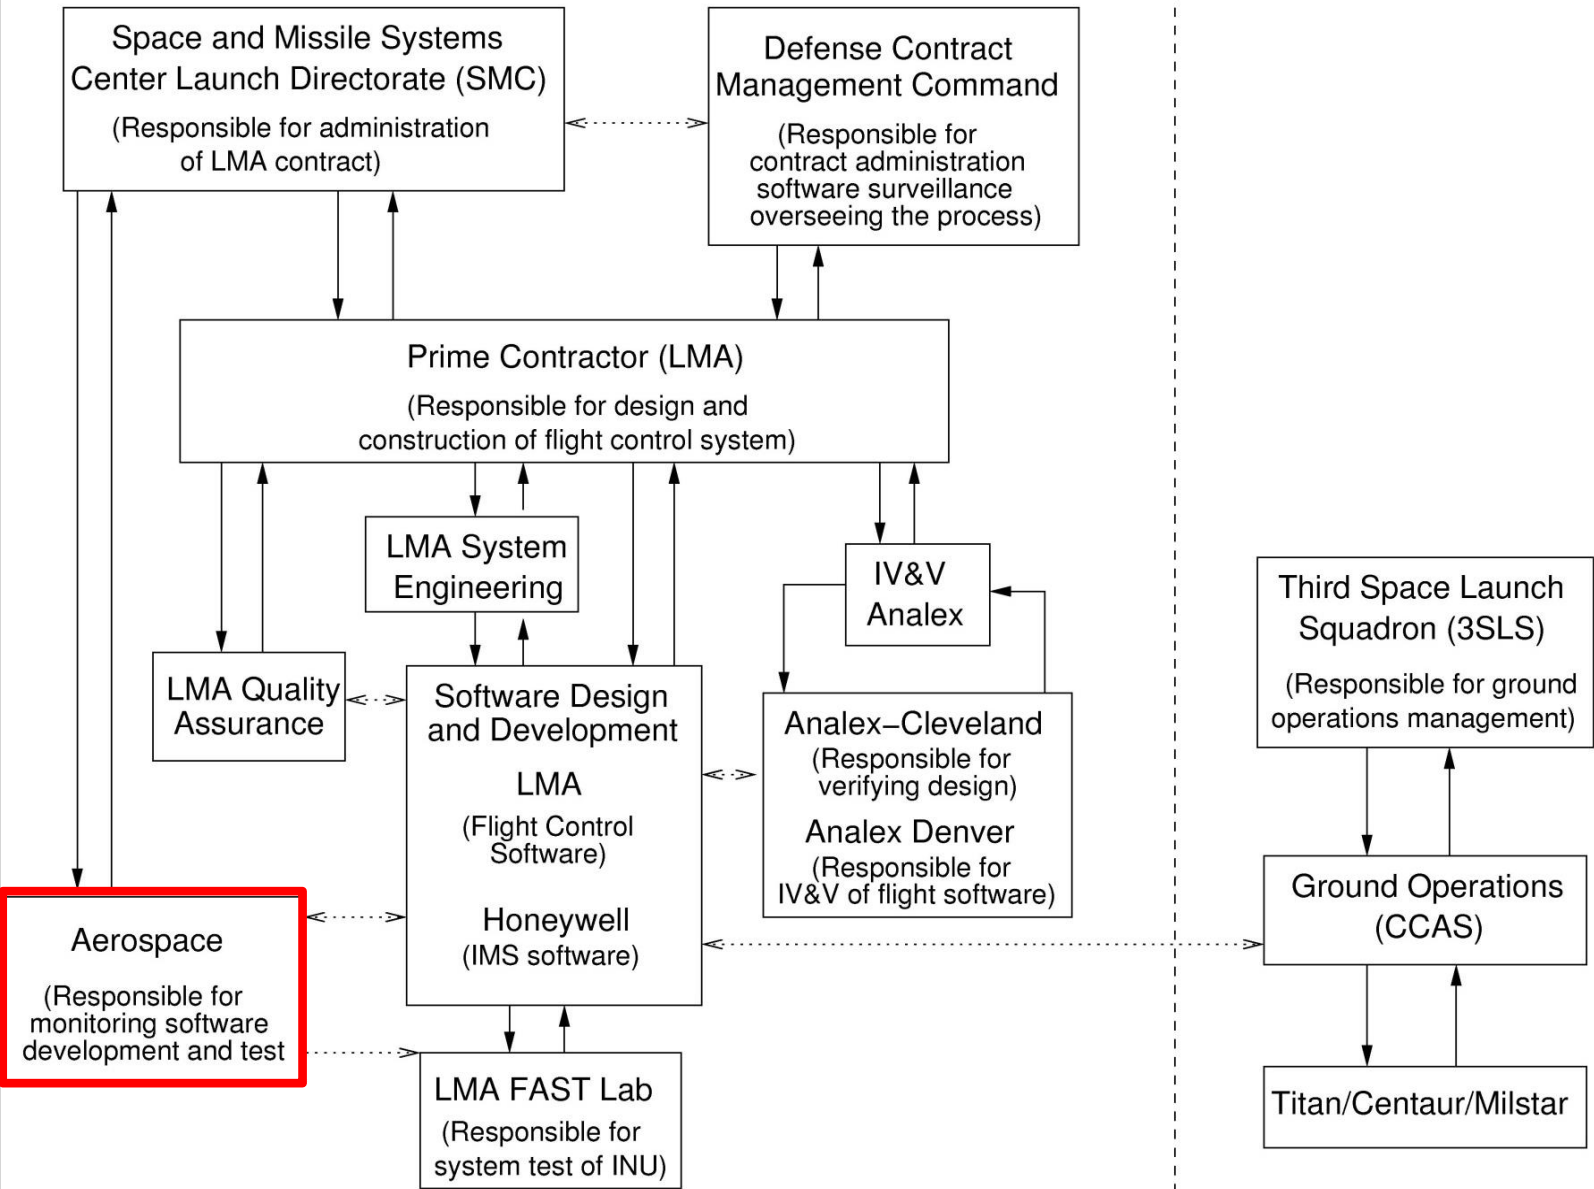 Space and Missile Systems
Center Launch Directorate (SMC)
(Responsible for administration
of LMA contract)
Defense Contract
Management Command
(Responsible for
contract administration
software surveillance
overseeing the process)
Prime Contractor (LMA)
(Responsible for design and
construction of flight control system)
LMA System
Engineering
IV&V
Analex
LMA Quality
Assurance
Software Design
and Development
LMA
(Flight Control
Software)
Honeywell
(IMS software)
Analex–Cleveland
(Responsible for
verifying design)
Analex Denver
(Responsible for
IV&V of flight software)
Aerospace
(Responsible for
monitoring software
development and test
LMA FAST Lab
(Responsible for
system test of INU)
Third Space Launch
Squadron (3SLS)
(Responsible for ground
operations management)
Ground Operations
(CCAS)
Titan/Centaur/Milstar